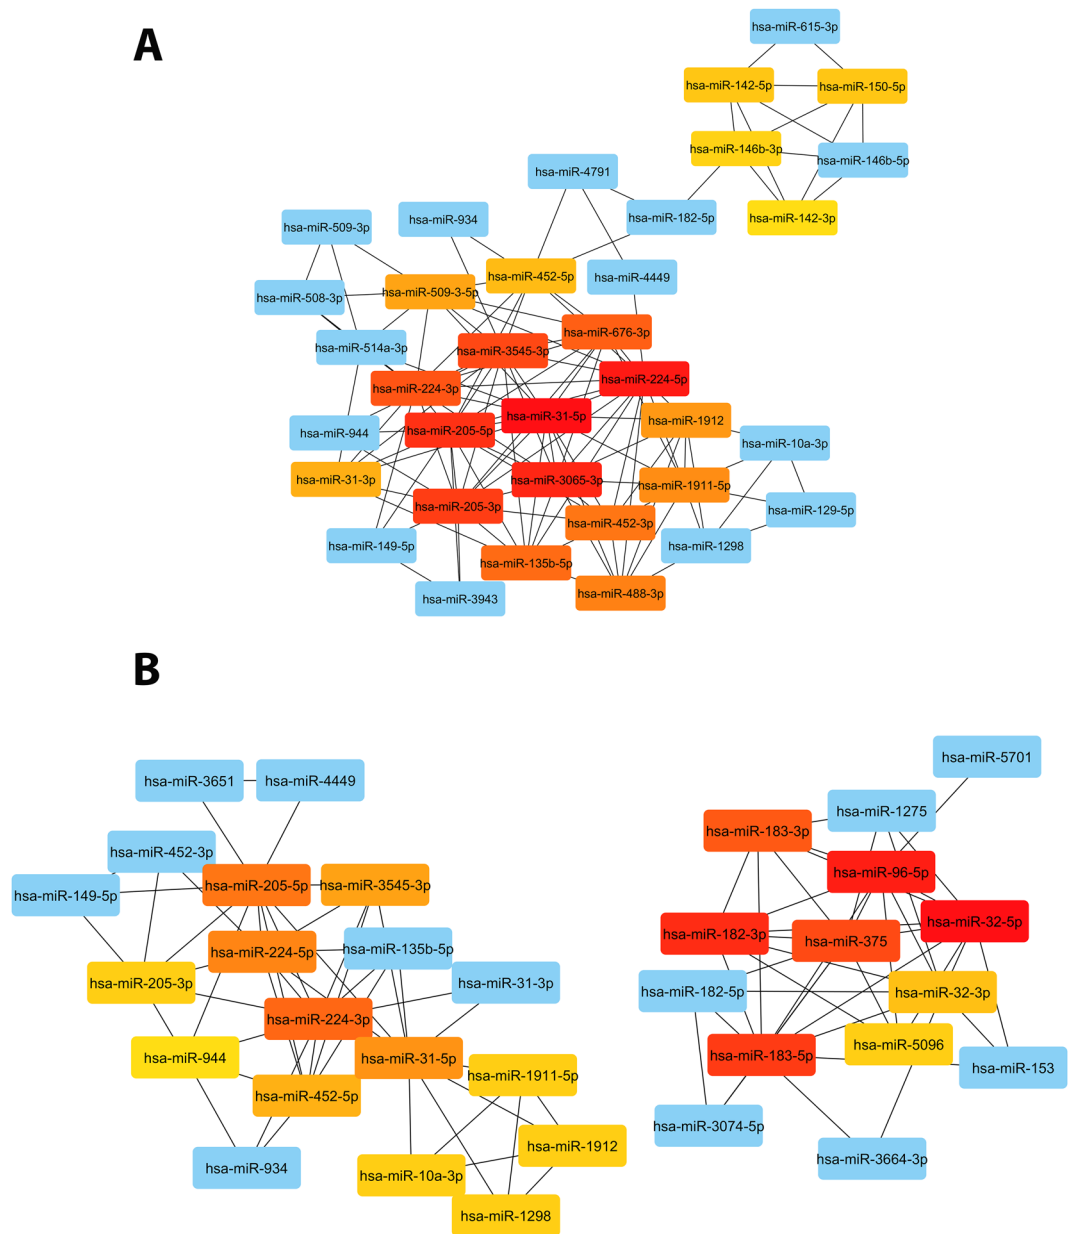 A
hsa-miR-615-3p
hsa-miR-142-5p
hsa-miR-150-5p
hsa-miR-146b-3p
hsa-miR-146b-5p
hsa-miR-4791
hsa-miR-182-5p
hsa-miR-142-3p
hsa-miR-509-3p
hsa-miR-934
hsa-miR-452-5p
hsa-miR-4449
hsa-miR-508-3p
hsa-miR-509-3-5p
hsa-miR-514a-3p
hsa-miR-3545-3p
hsa-miR-676-3p
hsa-miR-224-3p
hsa-miR-224-5p
hsa-miR-944
hsa-miR-205-5p
hsa-miR-31-5p
hsa-miR-1912
hsa-miR-10a-3p
hsa-miR-31-3p
hsa-miR-3065-3p
hsa-miR-1911-5p
hsa-miR-205-3p
hsa-miR-452-3p
hsa-miR-129-5p
hsa-miR-149-5p
hsa-miR-135b-5p
hsa-miR-1298
hsa-miR-3943
hsa-miR-488-3p
B
hsa-miR-3651
hsa-miR-4449
hsa-miR-452-3p
hsa-miR-149-5p
hsa-miR-205-5p
hsa-miR-3545-3p
hsa-miR-224-5p
hsa-miR-135b-5p
hsa-miR-205-3p
hsa-miR-31-3p
hsa-miR-224-3p
hsa-miR-944
hsa-miR-31-5p
hsa-miR-452-5p
hsa-miR-1911-5p
hsa-miR-934
hsa-miR-10a-3p
hsa-miR-1912
hsa-miR-1298
hsa-miR-5701
hsa-miR-1275
hsa-miR-183-3p
hsa-miR-96-5p
hsa-miR-182-3p
hsa-miR-375
hsa-miR-32-5p
hsa-miR-182-5p
hsa-miR-32-3p
hsa-miR-183-5p
hsa-miR-5096
hsa-miR-153
hsa-miR-3074-5p
hsa-miR-3664-3p